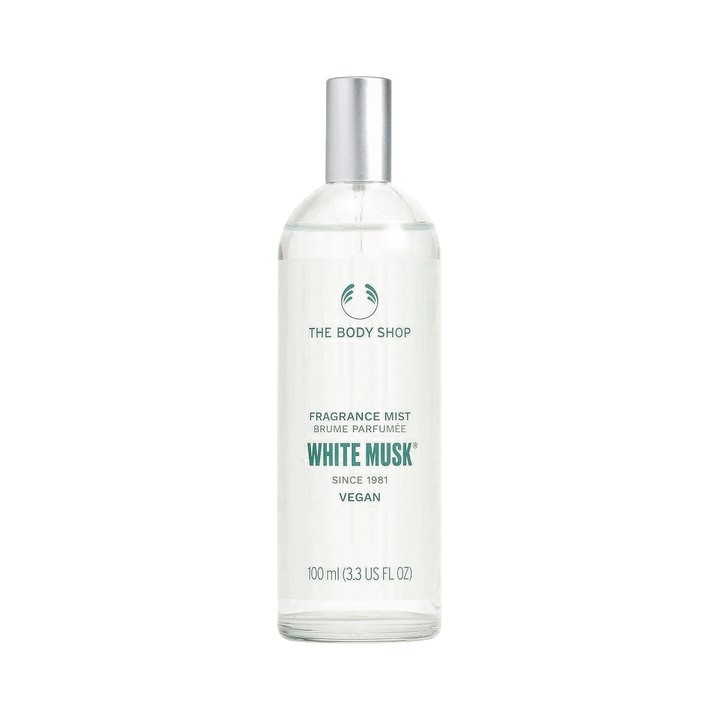 THE BODY SHOP
FRAGRANCE MIST
BRUME PARFUMÉE
WHITE MUSK®
SINCE 1981
VEGAN
100 ml (3.3 US FL OZ)